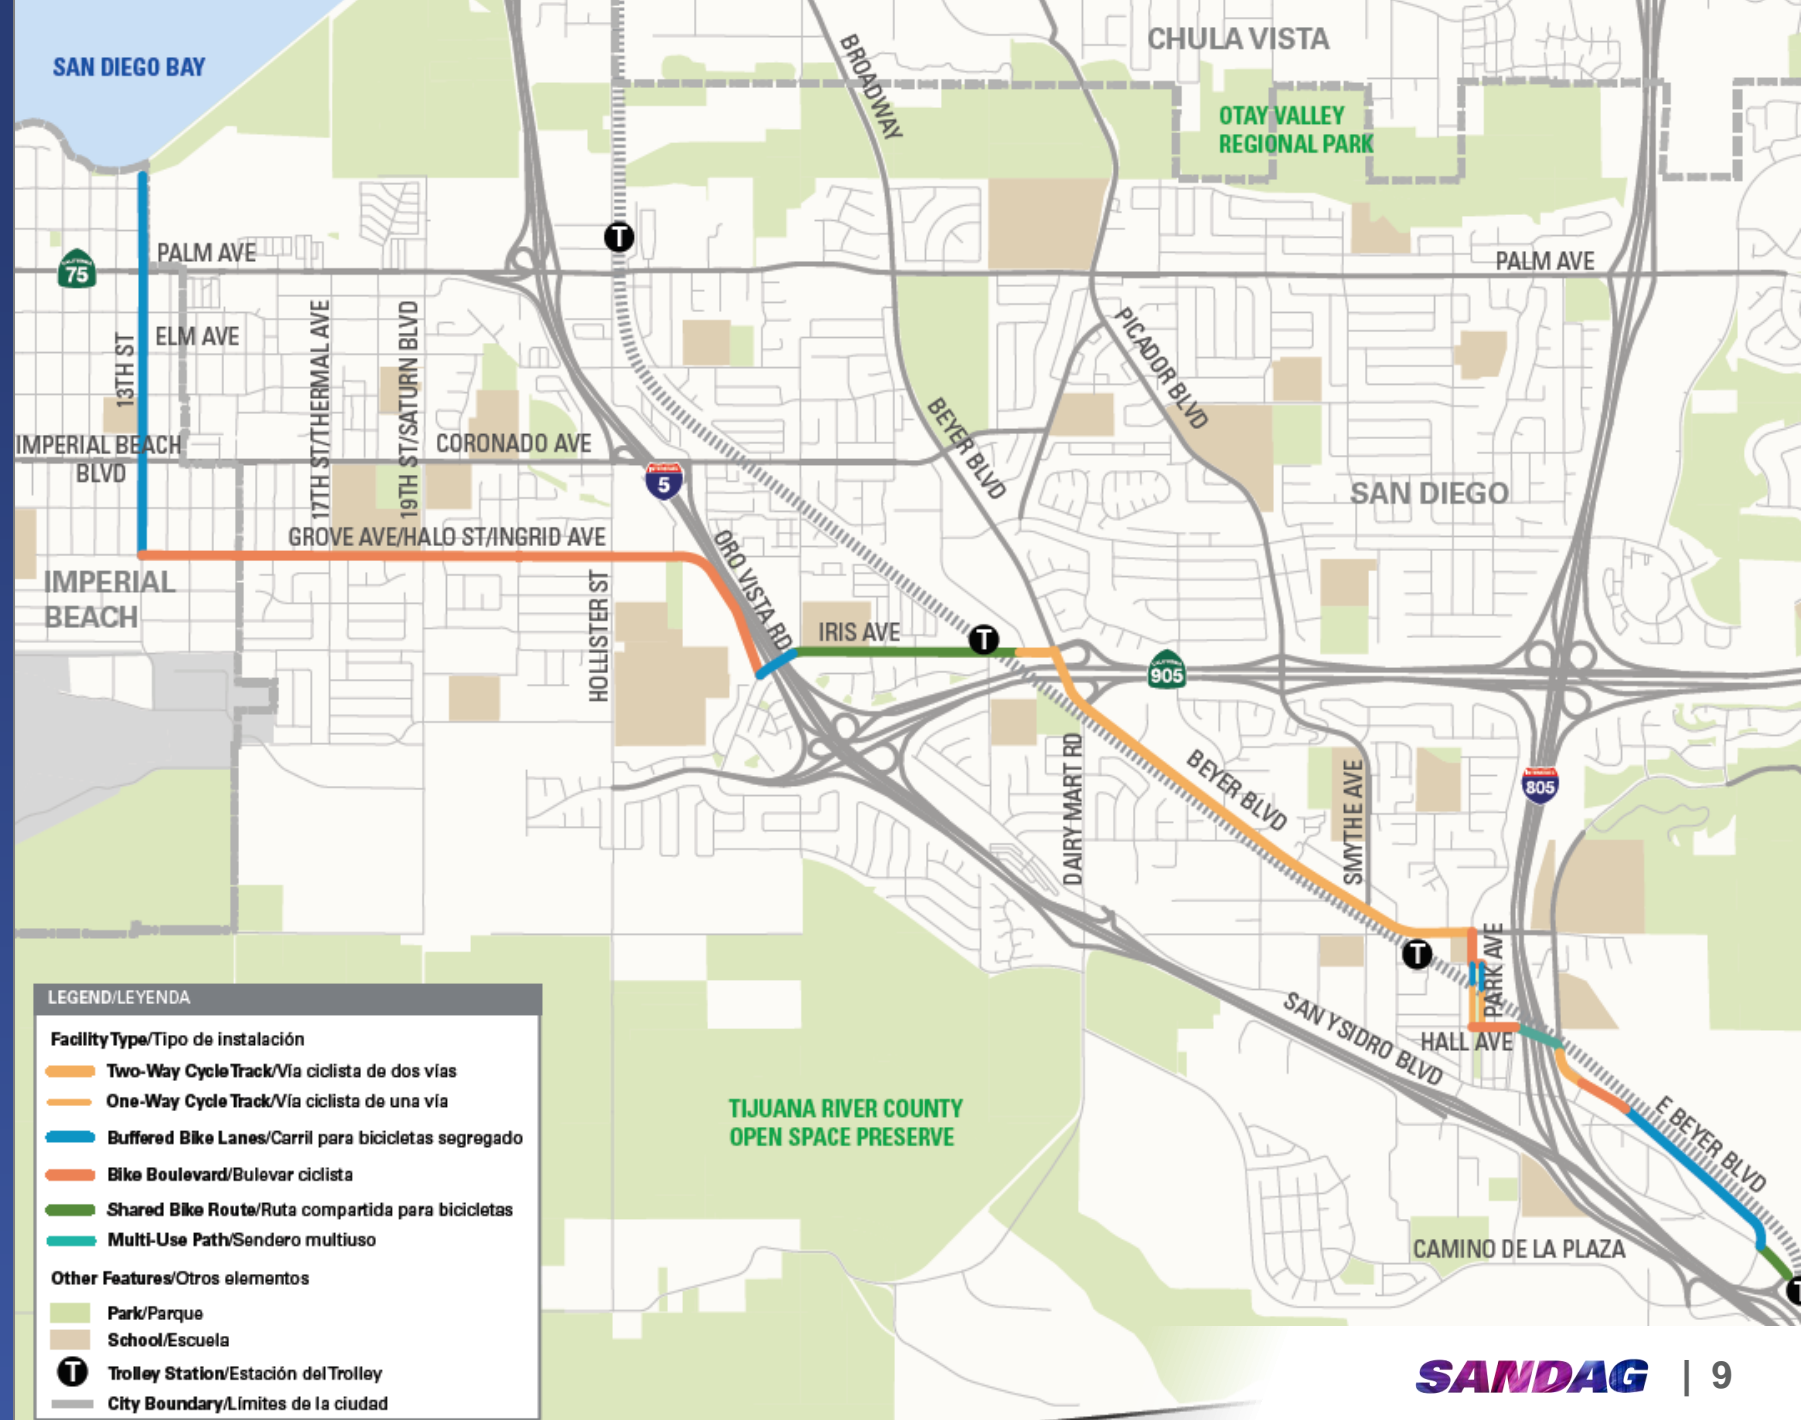 SAN DIEGO BAY
CHULA VISTA
BROADWAY
OTAY VALLEY
REGIONAL PARK
T
PALM AVE
CALIFORNIA
75
PALM AVE
13TH ST
ELM AVE
17TH ST/THERMAL AVE
19TH ST/SATURN BLVD
PICADOR BLVD
IMPERIAL BEACH
BLVD
CORONADO AVE
BEYER BLVD
5
SAN DIEGO
GROVE AVE/HALO ST/INGRID AVE
ORO VISTA RD
IMPERIAL
BEACH
HOLLISTER ST
IRIS AVE
T
CALIFORNIA
905
DAIRY MART RD
BEYER BLVD
SMYTHE AVE
805
T
PARK AVE
HALL AVE
SAN YSIDRO BLVD
E BEYER BLVD
TIJUANA RIVER COUNTY
OPEN SPACE PRESERVE
CAMINO DE LA PLAZA
T
LEGEND/LEYENDA
Facility Type/Tipo de instalación
Two-Way Cycle Track/Vía ciclista de dos vías
One-Way Cycle Track/Vía ciclista de una vía
Buffered Bike Lanes/Carril para bicicletas segregado
Bike Boulevard/Bulevar ciclista
Shared Bike Route/Ruta compartida para bicicletas
Multi-Use Path/Sendero multiuso
Other Features/Otros elementos
Park/Parque
School/Escuela
T Trolley Station/Estación del Trolley
City Boundary/Límites de la ciudad
SANDAG | 9